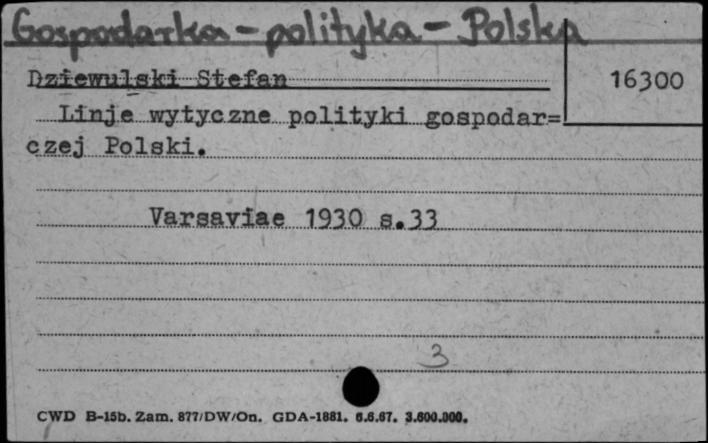 Gospodarka - polityka - Polska
Dziewulski Stefan
16300
Linje wytyczne polityki gospodar=
czej Polski.
Varsaviae 1930 s.33
3
CWD B-15b. Zam. 877/DW/On. GDA-1881. 6.6.67. 3.600.000.